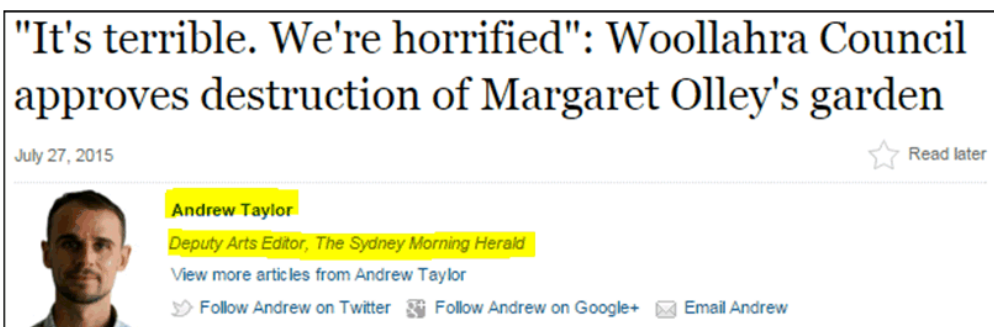 "It's terrible. We're horrified": Woollahra Council
approves destruction of Margaret Olley's garden
July 27, 2015
Read later
Andrew Taylor
Deputy Arts Editor, The Sydney Morning Herald
View more articles from Andrew Taylor
Follow Andrew on Twitter Follow Andrew on Google+ Email Andrew